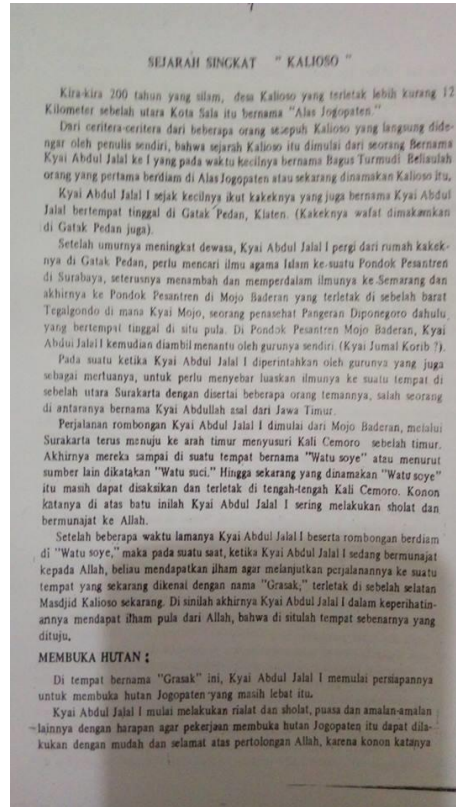 7
SEJARAH SINGKAT " KALIOSO "
Kira-kira 200 tahun yang silam, desa Kalioso yang terletak lebih kurang 12
Kilometer sebelah utara Kota Sala itu bernama "Alas Jogopaten."
Dari ceritera-ceritera dari beberapa orang sesepuh Kalioso yang langsung dide-
ngar oleh penulis sendiri, bahwa sejarah Kalioso itu dimulai dari seorang Bernama
Kyai Abdul Jalal ke I yang pada waktu kecilnya bernama Bagus Turmudi Beliaulah
orang yang pertama berdiam di Alas Jogopaten atau sekarang dinamakan Kalioso itu.
Kyai Abdul Jalal I sejak kecilnya ikut kakeknya yang juga bernama Kyai Abdul
Jalal bertempat tinggal di Gatak Pedan, Klaten. (Kakeknya wafat dimakamkan
di Gatak Pedan juga).
Setelah umurnya meningkat dewasa, Kyai Abdul Jalal I pergi dari rumah kakek-
nya di Gatak Pedan, perlu mencari ilmu agama Islam ke suatu Pondok Pesantren
di Surabaya, seterusnya menambah dan memperdalam ilmunya ke Semarang dan
akhirnya ke Pondok Pesantren di Mojo Baderan yang terletak di sebelah barat
Tegalgondo di mana Kyai Mojo, seorang penasehat Pangeran Diponegoro dahulu
yang bertempat tinggal di situ pula. Di Pondok Pesantren Mojo Baderan, Kyai
Abdul Jalal I kemudian diambil menantu oleh gurunya sendiri. (Kyai Jumal Korib ?).
Pada suatu ketika Kyai Abdul Jalal I diperintahkan oleh gurunya yang juga
sebagai mertuanya, untuk perlu menyebar luaskan ilmunya ke suatu tempat di
sebelah utara Surakarta dengan disertai beberapa orang temannya, salah seorang
di antaranya bernama Kyai Abdullah asal dari Jawa Timur.
Perjalanan rombongan Kyai Abdul Jalal I dimulai dari Mojo Baderan, melalui
Surakarta terus menuju ke arah timur menyusuri Kali Cemoro sebelah timur.
Akhirnya mereka sampai di suatu tempat bernama "Watu soye" atau menurut
sumber lain dikatakan "Watu suci." Hingga sekarang yang dinamakan "Watu soye"
itu masih dapat disaksikan dan terletak di tengah-tengah Kali Cemoro. Konon
katanya di atas batu inilah Kyai Abdul Jalal I sering melakukan sholat dan
bermunajat ke Allah.
Setelah beberapa waktu lamanya Kyai Abdul Jalal I beserta rombongan berdiam
di "Watu soye," maka pada suatu saat, ketika Kyai Abdul Jalal I sedang bermunajat
kepada Allah, beliau mendapatkan ilham agar melanjutkan perjalanannya ke suatu
tempat yang sekarang dikenai dengan nama "Grasak," terletak di sebelah selatan
Masdjid Kalioso sekarang. Di sinilah akhirnya Kyai Abdul Jalal I dalam keperihatin-
annya mendapat ilham pula dari Allah, bahwa di situlah tempat sebenarnya yang
dituju.
MEMBUKA HUTAN :
Di tempat bernama "Grasak" ini, Kyai Abdul Jalal I memulai persiapannya
untuk membuka hutan Jogopaten yang masih lebat itu.
Kyai Abdul Jalal I mulai melakukan rialat dan sholat, puasa dan amalan-amalan
lainnya dengan harapan agar pekerjaan membuka hutan Jogopaten itu dapat dila-
kukan dengan mudah dan selamat atas pertolongan Allah, karena konon katanya